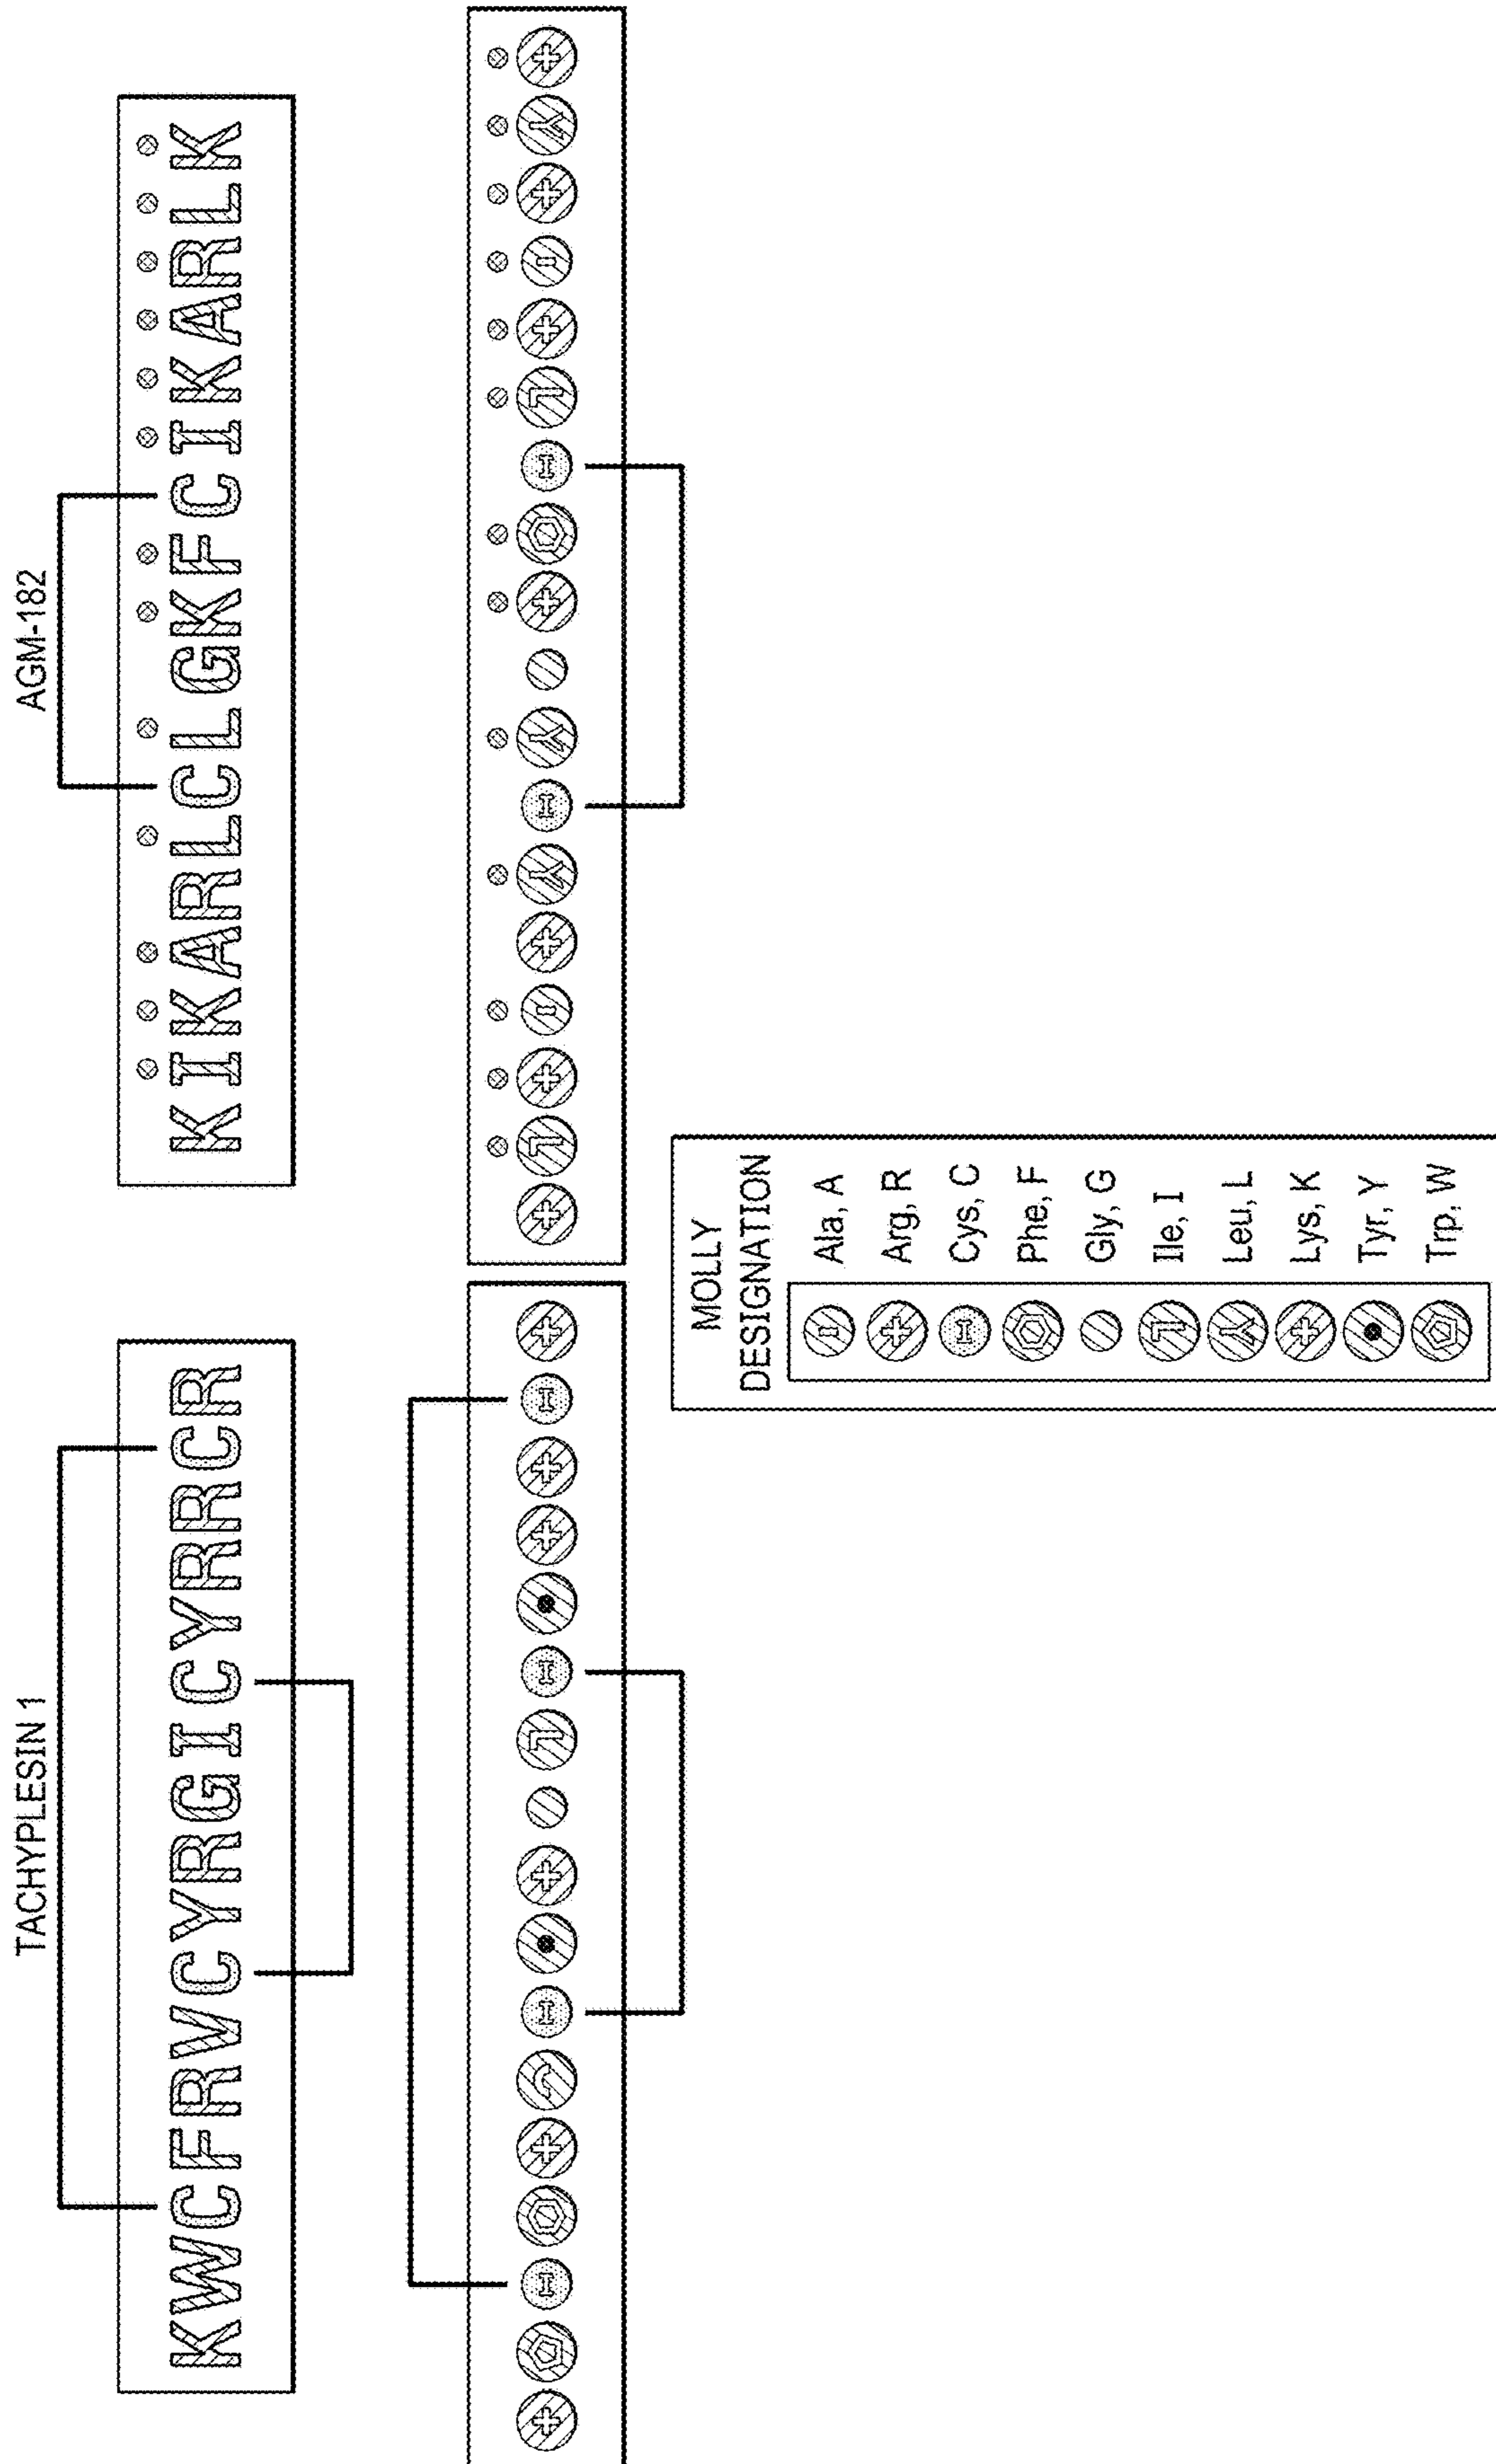 TACHYPLESIN 1
KWCFRVCYRGICYRRCR
AGM-182
KIKARLCLGKFCIKARLK
MOLLY
DESIGNATION
Ala, A
Arg, R
Cys, C
Phe, F
Gly, G
Ile, I
Leu, L
Lys, K
Tyr, Y
Trp, W